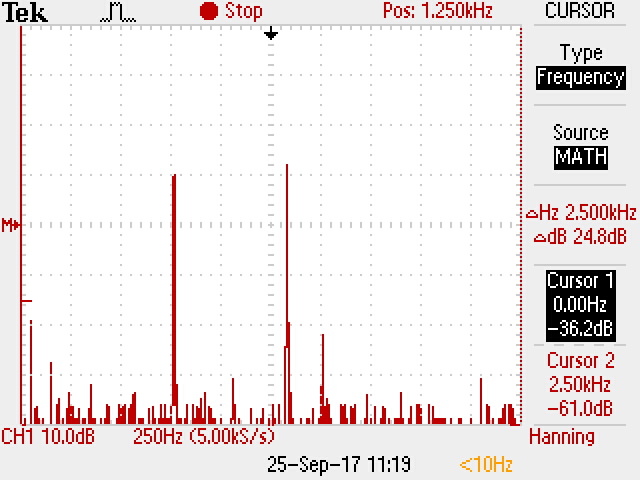 Tek Stop Pos: 1.250kHz CURSOR
Type
Frequency
Source
MATH
M
△Hz 2.500kHz
△dB 24.8dB
Cursor 1
0.00Hz
-36.2dB
Cursor 2
2.50kHz
-61.0dB
CH1 10.0dB 250Hz (5.00kS/s) Hanning
25-Sep-17 11:19 <10Hz